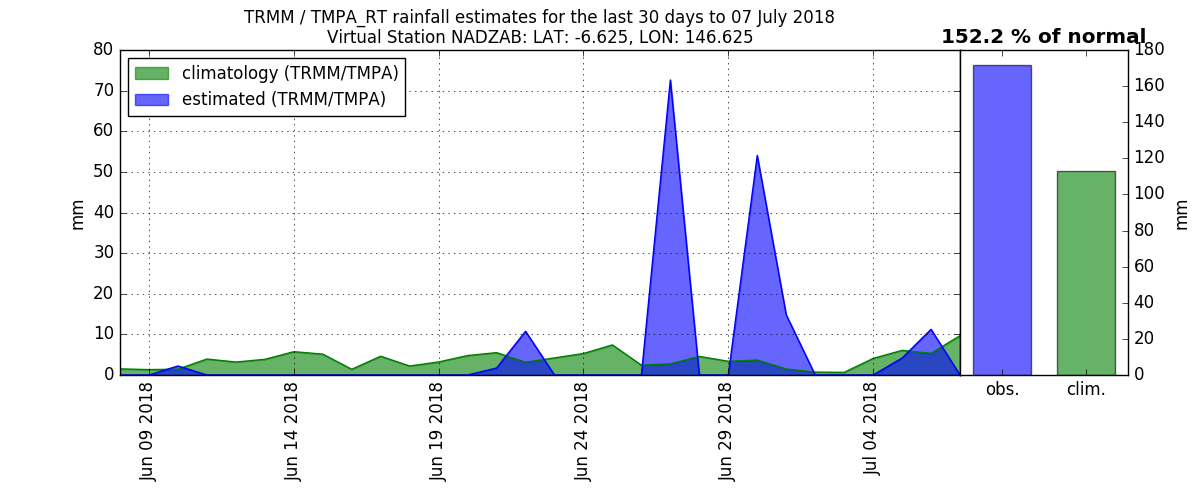 TRMM / TMPA_RT rainfall estimates for the last 30 days to 07 July 2018
Virtual Station NADZAB: LAT: -6.625, LON: 146.625
152.2 % of normal
climatology (TRMM/TMPA)
estimated (TRMM/TMPA)
80
70
60
50
40
30
20
10
0
mm
180
160
140
120
100
80
60
40
20
0
mm
Jun 09 2018
Jun 14 2018
Jun 19 2018
Jun 24 2018
Jun 29 2018
Jul 04 2018
obs.
clim.